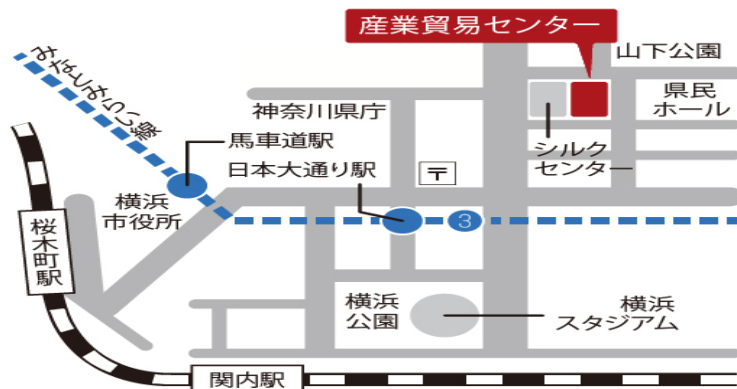 産業貿易センター
山下公園
みなとみらい線
神奈川県庁
県民
ホール
馬車道駅
シルク
センター
日本大通り駅
〒
横浜
市役所
3
桜木町駅
横浜
公園
横浜
スタジアム
関内駅